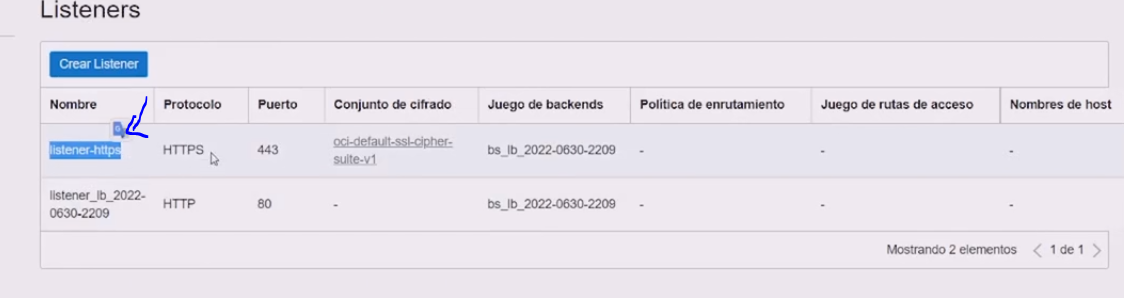 Listeners
Crear Listener
Nombre Protocolo Puerto Conjunto de cifrado Juego de backends Política de enrutamiento Juego de rutas de acceso Nombres de host
listener-https HTTPS 443 oci-default-ssl-cipher-suite-v1 bs_lb_2022-0630-2209 - - -
listener_lb_2022-0630-2209 HTTP 80 - bs_lb_2022-0630-2209 - - -
Mostrando 2 elementos < 1 de 1 >